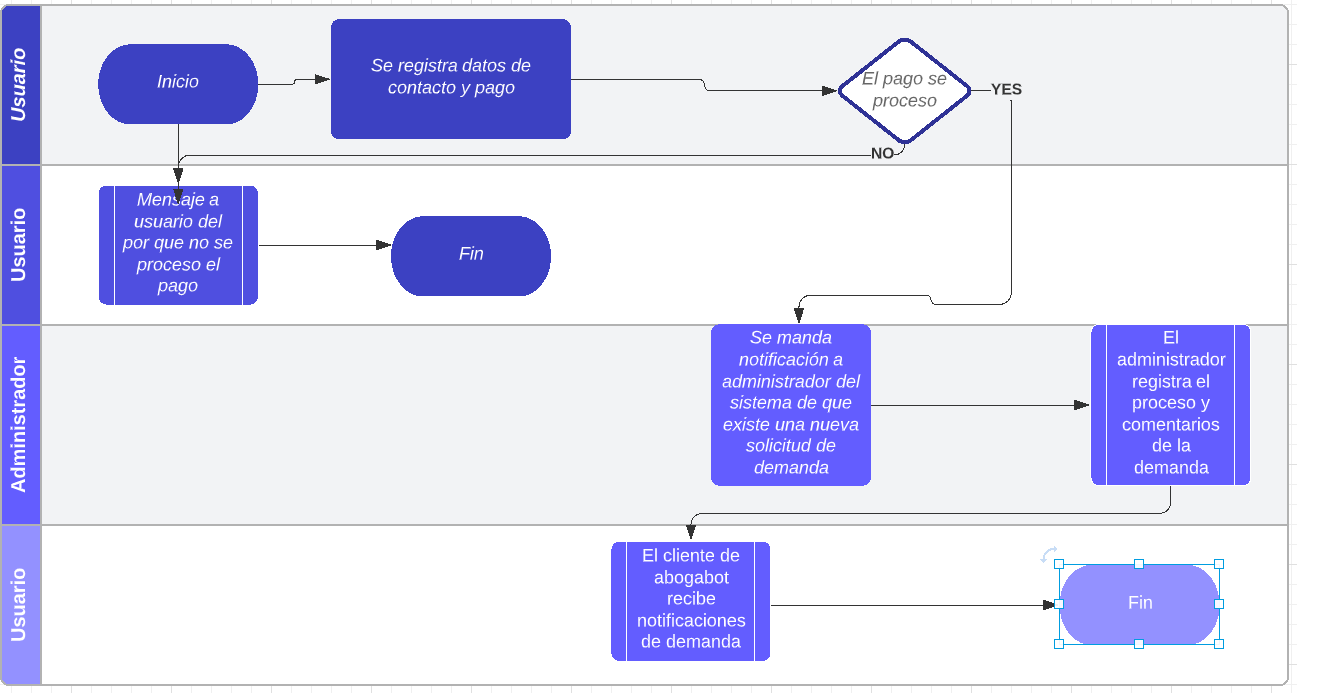 Usuario
Inicio
Se registra datos de
contacto y pago
El pago se
proceso
YES
NO
Usuario
Mensaje a
usuario del
por que no se
proceso el
pago
Fin
Administrador
Se manda
notificación a
administrador del
sistema de que
existe una nueva
solicitud de
demanda
El
administrador
registra el
proceso y
comentarios
de la
demanda
Usuario
El cliente de
abogabot
recibe
notificaciones
de demanda
Fin